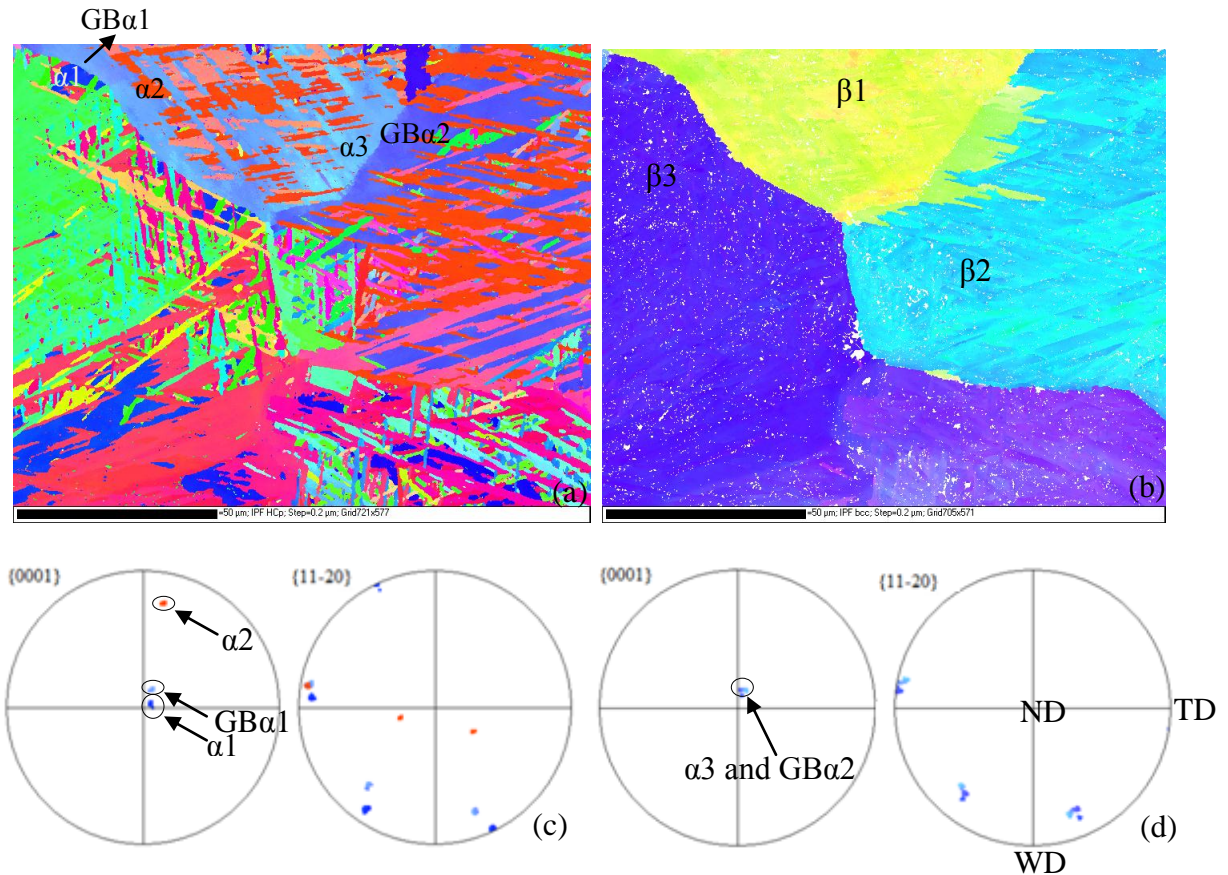 GBα1
α1
α2
α3
GBα2
(a)
=50 µm; IPF HCp; Step=0.2 µm; Grid721x577
β1
β3
β2
(b)
=50 µm; IPF bcc; Step=0.2 µm; Grid705x571
{0001}
α2
GBα1
α1
{11-20}
(c)
{0001}
α3 and GBα2
{11-20}
ND
TD
WD
(d)